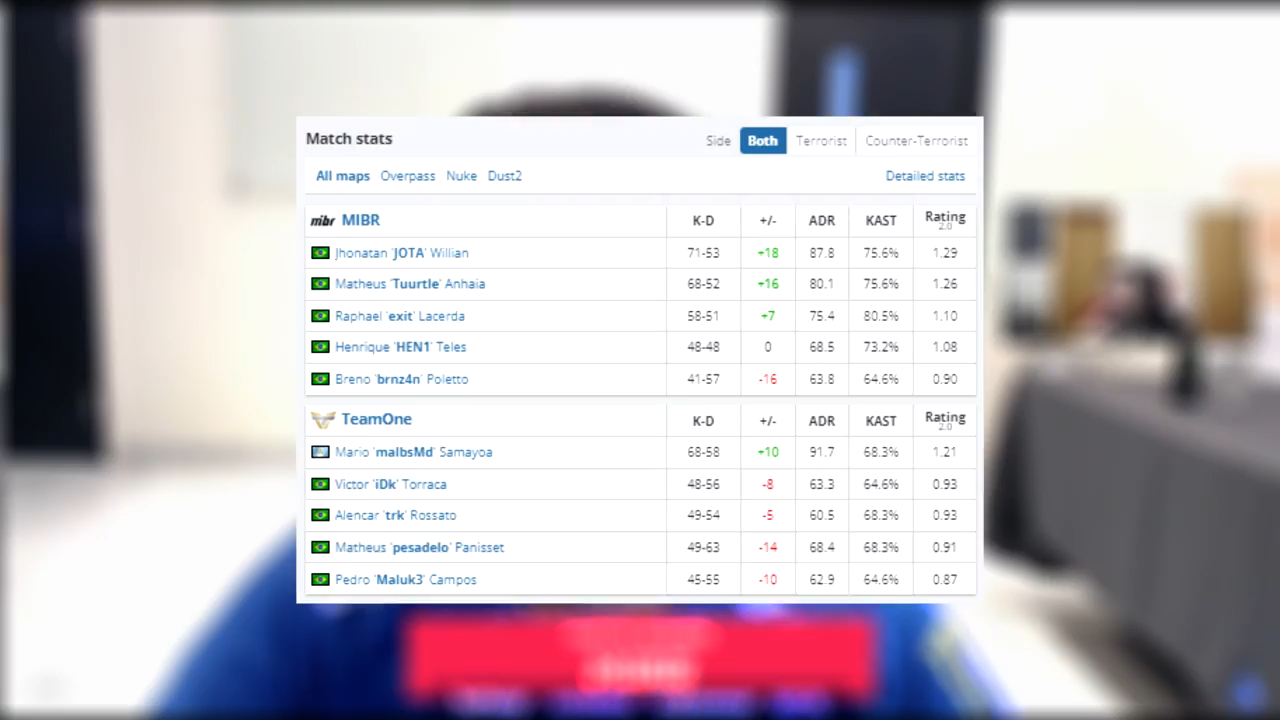 Match stats Side Both Terrorist Counter-Terrorist
All maps Overpass Nuke Dust2 Detailed stats
mibr MIBR K-D +/- ADR KAST Rating 2.0
Jhonatan 'JOTA' Willian 71-53 +18 87.8 75.6% 1.29
Matheus 'Tuurtle' Anhaia 68-52 +16 80.1 75.6% 1.26
Raphael 'exit' Lacerda 58-51 +7 75.4 80.5% 1.10
Henrique 'HEN1' Teles 48-48 0 68.5 73.2% 1.08
Breno 'brnz4n' Poletto 41-57 -16 63.8 64.6% 0.90
TeamOne K-D +/- ADR KAST Rating 2.0
Mario 'malbsMd' Samayoa 68-58 +10 91.7 68.3% 1.21
Victor 'iDk' Torraca 48-56 -8 63.3 64.6% 0.93
Alencar 'trk' Rossato 49-54 -5 60.5 68.3% 0.93
Matheus 'pesadelo' Panisset 49-63 -14 68.4 68.3% 0.91
Pedro 'Maluk3' Campos 45-55 -10 62.9 64.6% 0.87